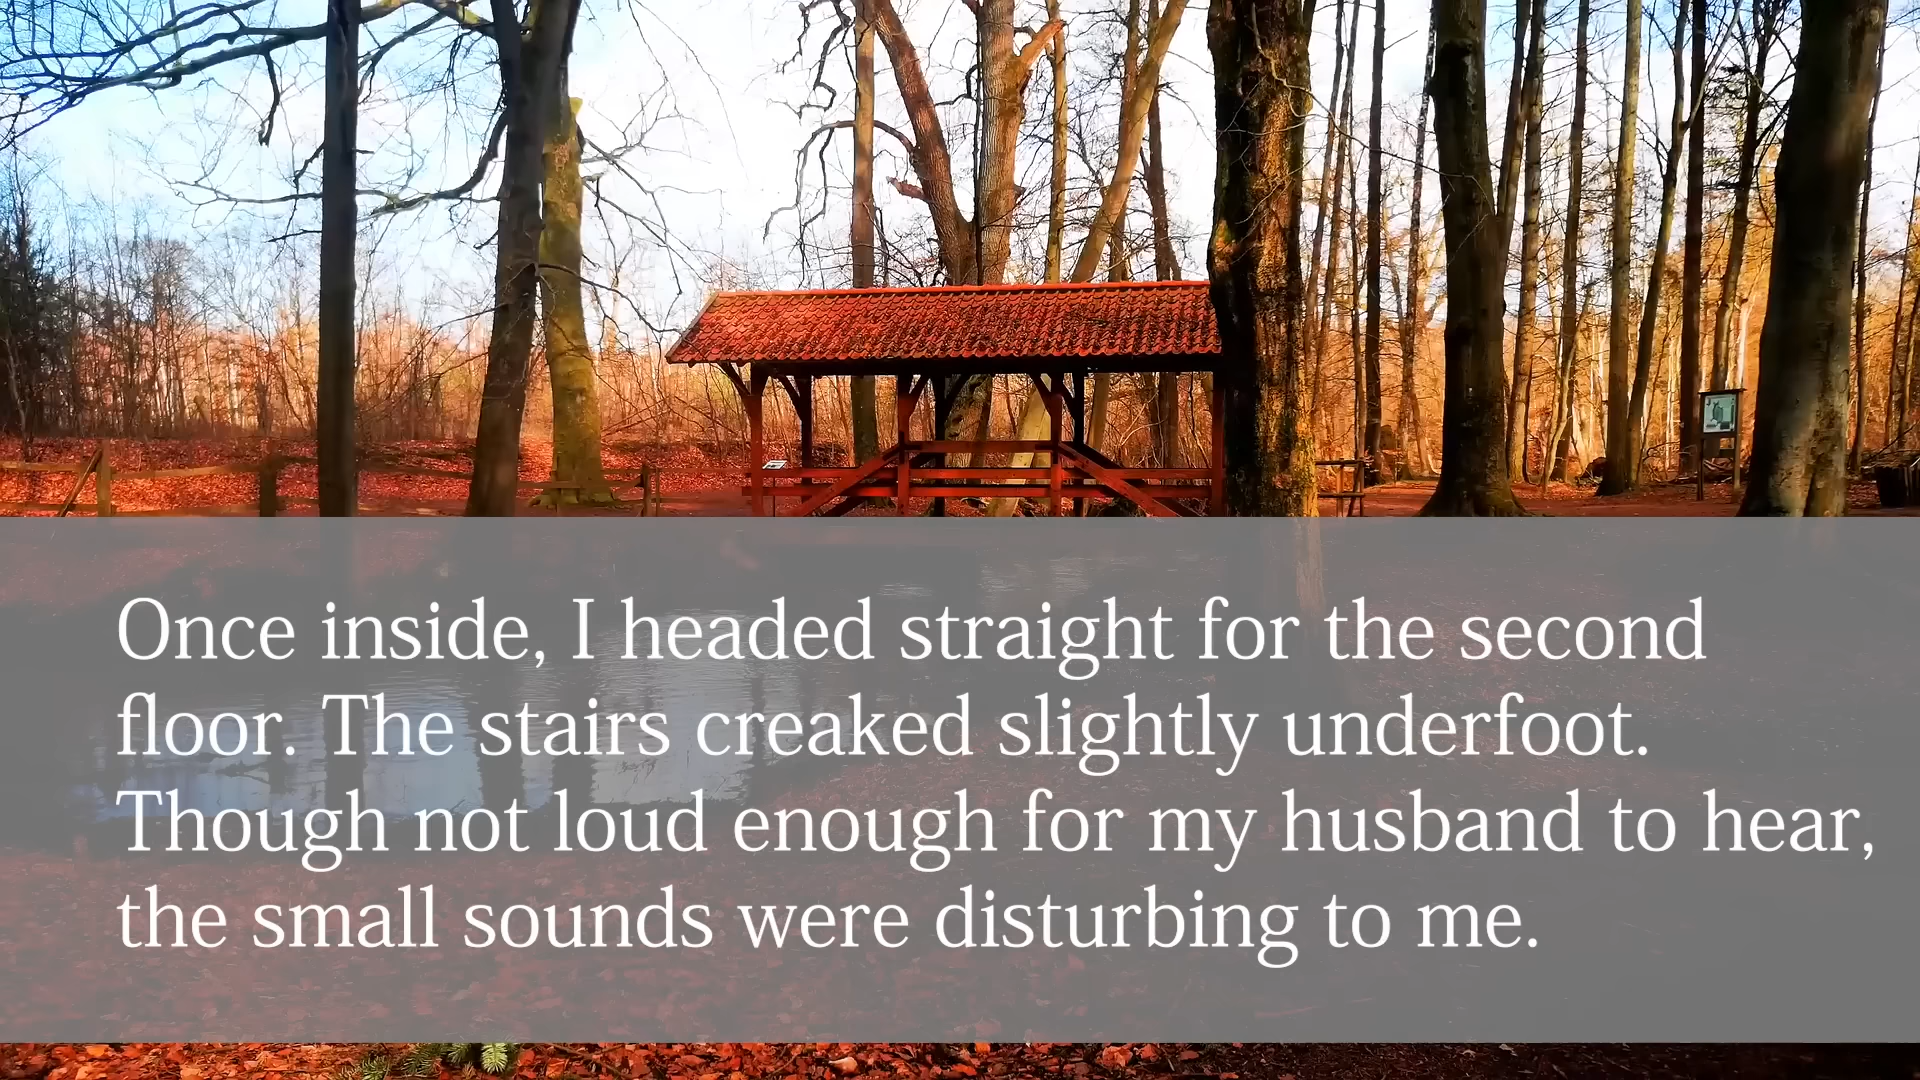 Once inside, I headed straight for the second
floor. The stairs creaked slightly underfoot.
Though not loud enough for my husband to hear,
the small sounds were disturbing to me.